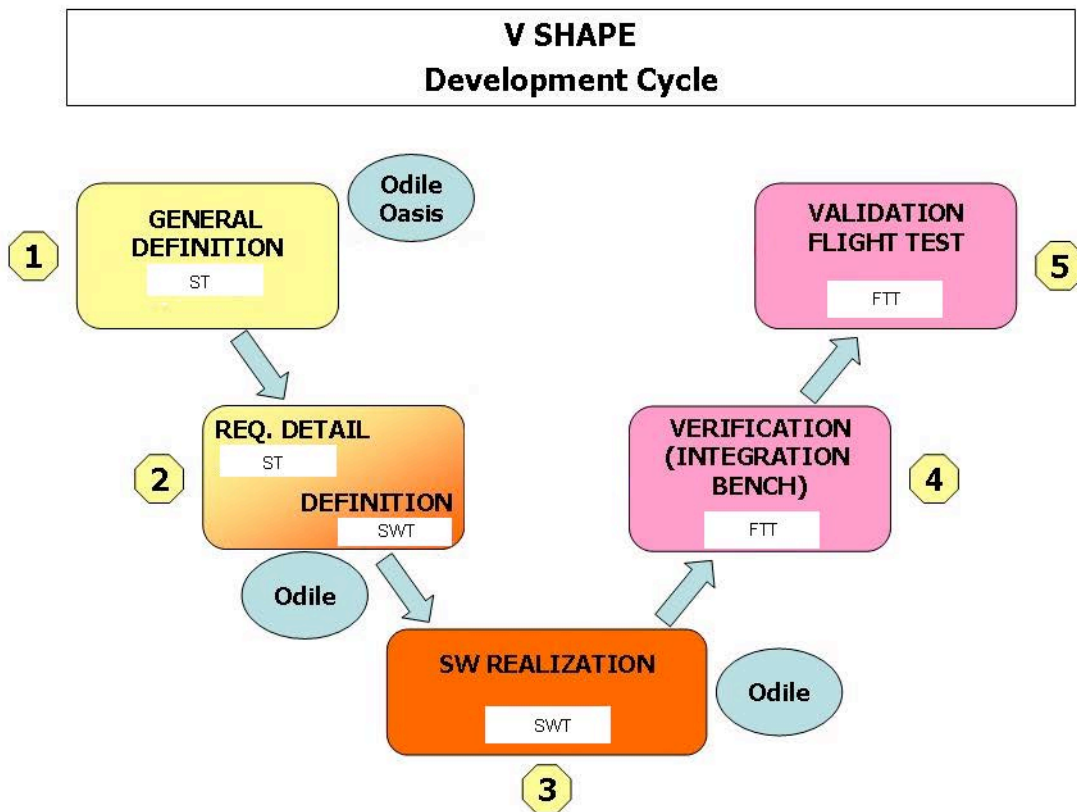 V SHAPE
Development Cycle
1
GENERAL
DEFINITION
ST
Odile
Oasis
2
REQ. DETAIL
ST
DEFINITION
SWT
Odile
SW REALIZATION
SWT
3
Odile
VERIFICATION
(INTEGRATION
BENCH)
FTT
4
VALIDATION
FLIGHT TEST
FTT
5